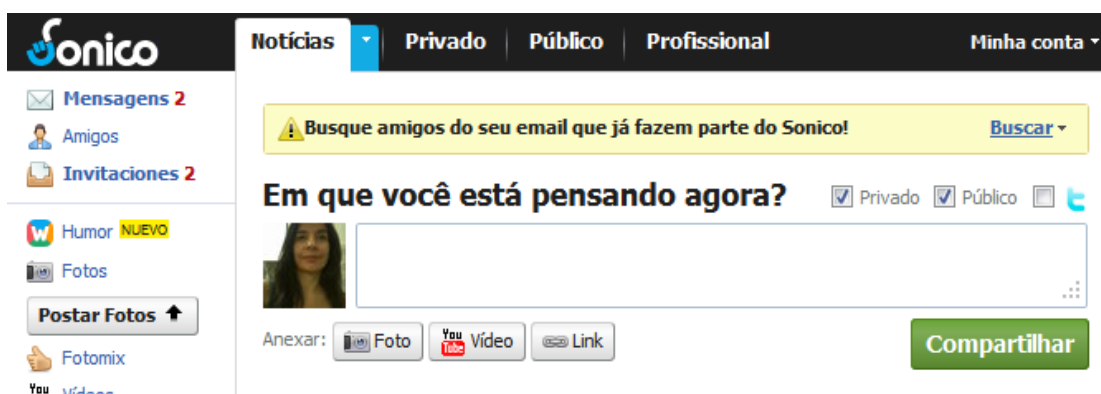 Sonico
Notícias Privado Público Profissional Minha conta
Mensagens 2
Amigos
Invitaciones 2
Humor NUEVO
Fotos
Postar Fotos
Fotomix
You Vídeos
Busque amigos do seu email que já fazem parte do Sonico! Buscar
Em que você está pensando agora? Privado Público
Anexar: Foto You Tube Vídeo Link
Compartilhar